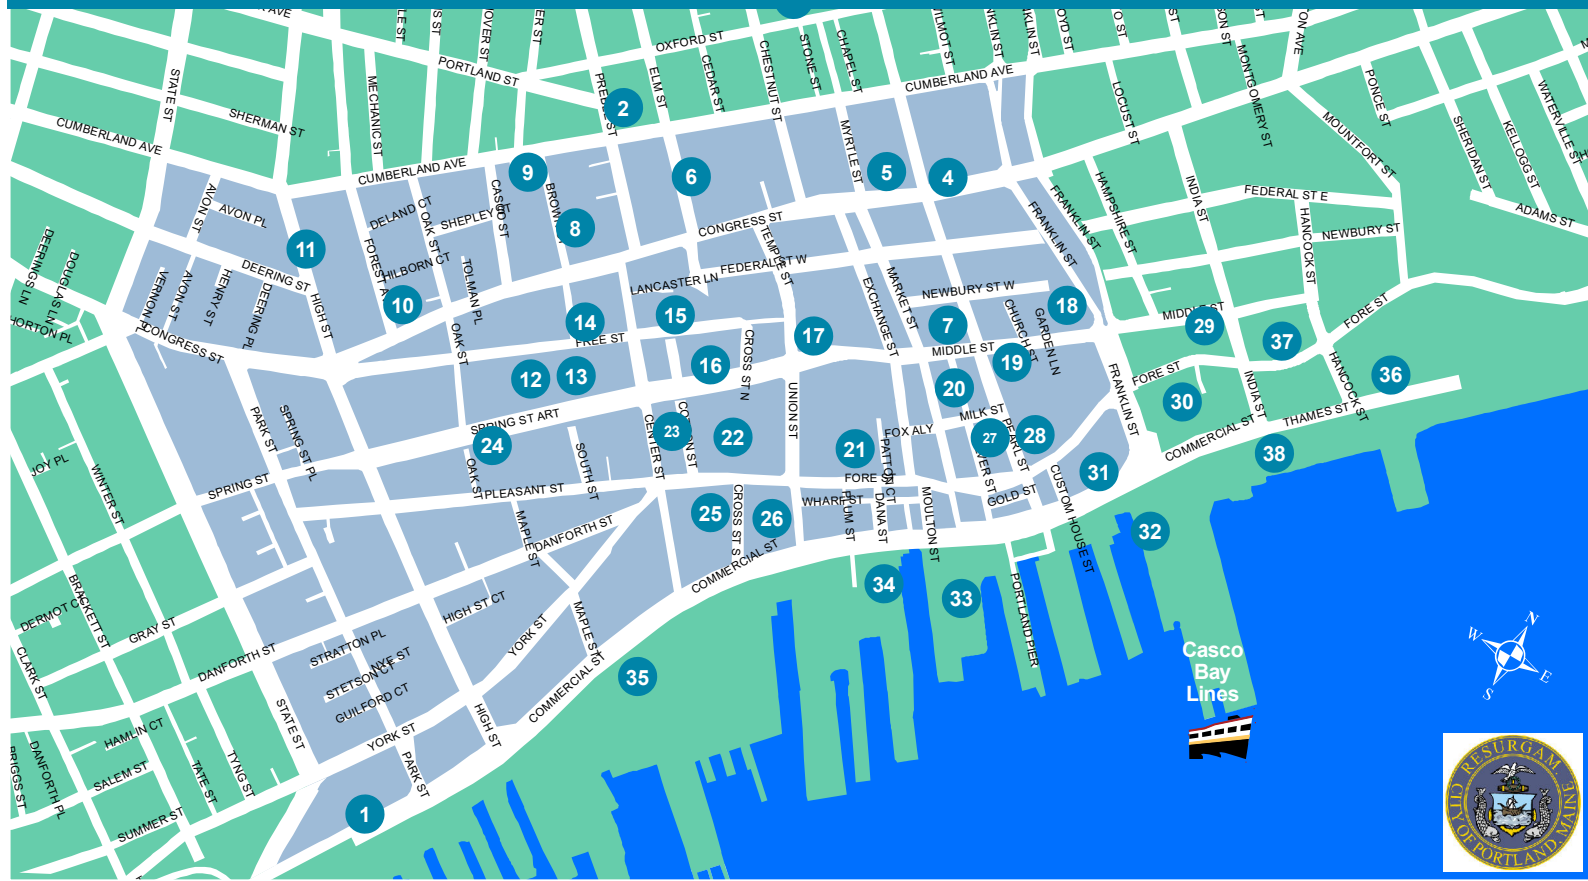 AVE
OXFORD ST
PORTLAND ST
CUMBERLAND AVE
STATE ST
SHERMAN ST
CUMBERLAND AVE
MECHANIC ST
ELM ST
CEDAR ST
CHESTNUT ST
STONE ST
CHAPEL ST
LOCUST ST
MONTGOMERY ST
MOUNTFORT ST
PONCE ST
SHERIDAN ST
KELLOGG ST
WATERVILLE ST
ADAMS ST
2
9
6
5
4
8
11
10
CUMBERLAND AVE
MYRTLE ST
AVON ST
AVON PL
DELAND CT
OAK ST
SHEPLEY ST
CASCO ST
CONGRESS ST
TEMPLE ST
FEDERAL ST W
LANCASTER LN
FRANKLIN ST
FRANKLIN ST
HAMPSHIRE ST
INDIA ST
FEDERAL ST E
HANCOCK ST
NEWBURY ST
FORE ST
DEERINGS LN
DOUGLAS LN
HORTON PL
VERNON PL
AVON ST
HENRY ST
DEERING PL
DEERING ST
HIGH ST
HILBORN CT
TOLMAN PL
OAK ST
CONGRESS ST
FREE ST
EXCHANGE ST
MARKET ST
NEWBURY ST W
CHURCH ST
GARDEN LN
MIDDLE ST
MIDDLE ST
14
15
17
7
18
19
29
37
12
13
16
20
30
36
CROSS ST N
UNION ST
SPRING ST ART
MILK ST
FOX ALY
PEARL ST
FRANKLIN ST
FORE ST
INDIA ST
HANCOCK ST
THAMES ST
COMMERCIAL ST
24
23
22
21
27
28
31
38
PARK ST
SPRING ST PL
SPRING ST
JOY PL
WINTER ST
OAK ST
SOUTH ST
CENTER ST
PLEASANT ST
MAPLE ST
DANFORTH ST
FORE ST
WHARF ST
PLUM ST
DANA ST
MOULTON ST
GOLD ST
CUSTOM HOUSE ST
CROSS ST S
COMMERCIAL ST
25
26
32
34
33
35
1
PORTLAND PIER
BRACKETT ST
GRAY ST
CLARK ST
DANFORTH ST
STRATTON PL
NYE ST
STETSON CT
GUILFORD CT
HIGH ST CT
YORK ST
MAPLE ST
COMMERCIAL ST
HIGH ST
YORK ST
PARK ST
STATE ST
HAMLIN CT
SALEM ST
TATE ST
TYNG ST
DANFORTH PL
BRIGGS ST
SUMMER ST
Casco
Bay
Lines
N
W
E
S
RESURGAM.
CITY OF PORTLAND, MAINE